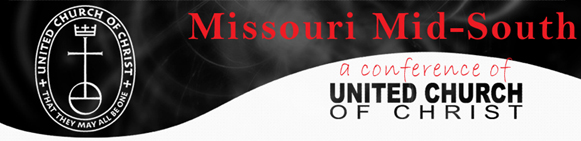 UNITED CHURCH OF CHRIST
THAT THEY MAY ALL BE ONE
Missouri Mid-South
a conference of
UNITED CHURCH
OF CHRIST